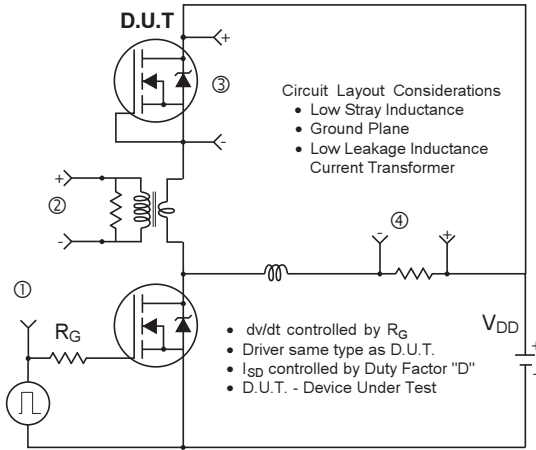 D.U.T
+
③
-
Circuit Layout Considerations
• Low Stray Inductance
• Ground Plane
• Low Leakage Inductance
Current Transformer
+
②
-
④
- +
①
RG
VDD
+
-
• dv/dt controlled by RG
• Driver same type as D.U.T.
• ISD controlled by Duty Factor "D"
• D.U.T. - Device Under Test